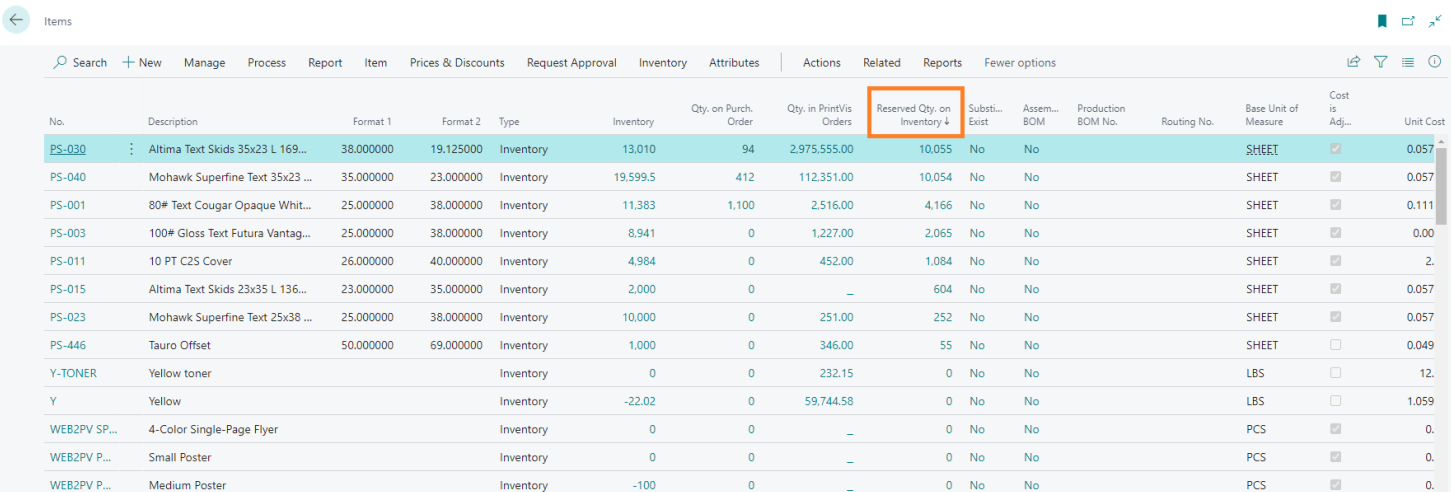 Items
Search + New Manage Process Report Item Prices & Discounts Request Approval Inventory Attributes Actions Related Reports Fewer options
No. Description Format 1 Format 2 Type Inventory Qty. on Purch. Order Qty. in PrintVis Orders Reserved Qty. on Inventory ↓ Substi... Exist Assem... BOM Production BOM No. Routing No. Base Unit of Measure Cost is Adj... Unit Cost
PS-030 Altima Text Skids 35x23 L 169... 38.000000 19.125000 Inventory 13,010 94 2,975,555.00 10,055 No No SHEET 0.057
PS-040 Mohawk Superfine Text 35x23 ... 35.000000 23.000000 Inventory 19,599.5 412 112,351.00 10,054 No No SHEET 0.057
PS-001 80# Text Cougar Opaque Whit... 25.000000 38.000000 Inventory 11,383 1,100 2,516.00 4,166 No No SHEET 0.111
PS-003 100# Gloss Text Futura Vantag... 25.000000 38.000000 Inventory 8,941 0 1,227.00 2,065 No No SHEET 0.00
PS-011 10 PT C2S Cover 26.000000 40.000000 Inventory 4,984 0 452.00 1,084 No No SHEET 2.
PS-015 Altima Text Skids 23x35 L 136... 23.000000 35.000000 Inventory 2,000 0 _ 604 No No SHEET 0.057
PS-023 Mohawk Superfine Text 25x38 ... 25.000000 38.000000 Inventory 10,000 0 251.00 252 No No SHEET 0.057
PS-446 Tauro Offset 50.000000 69.000000 Inventory 1,000 0 346.00 55 No No SHEET 0.049
Y-TONER Yellow toner Inventory 0 0 232.15 0 No No LBS 12.
Y Yellow Inventory -22.02 0 59,744.58 0 No No LBS 1.059
WEB2PV SP... 4-Color Single-Page Flyer Inventory 0 0 _ 0 No No PCS 0.
WEB2PV P... Small Poster Inventory 0 0 _ 0 No No PCS 0.
WEB2PV P... Medium Poster Inventory -100 0 _ 0 No No PCS 0.